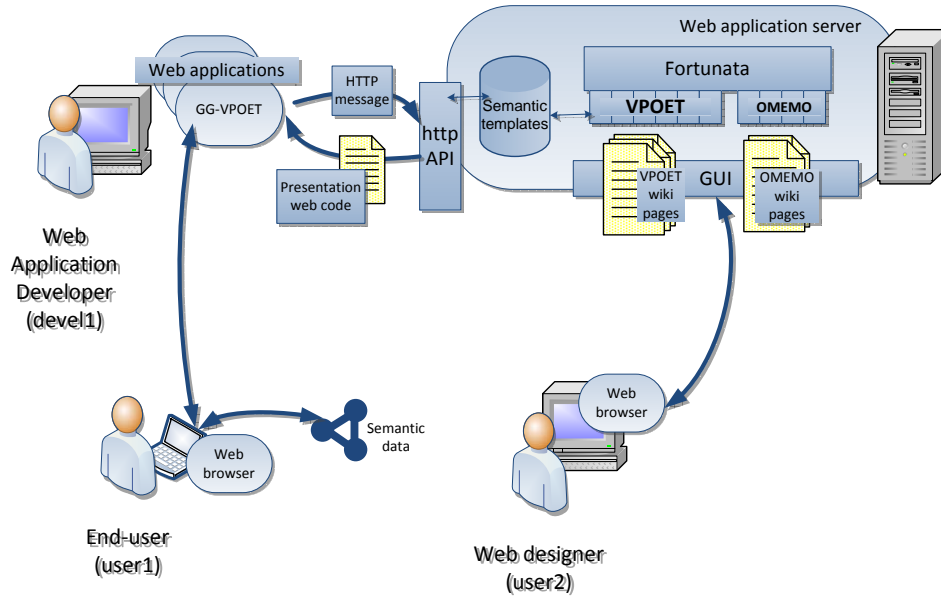 Web application server
Web applications
GG-VPOET
HTTP
message
http
API
Semantic
templates
Fortunata
VPOET
OMEMO
Presentation
web code
VPOET
wiki
pages
GUI
OMEMO
wiki
pages
Web
Application
Developer
(devel1)
Web
browser
Semantic
data
Web
browser
End-user
(user1)
Web designer
(user2)